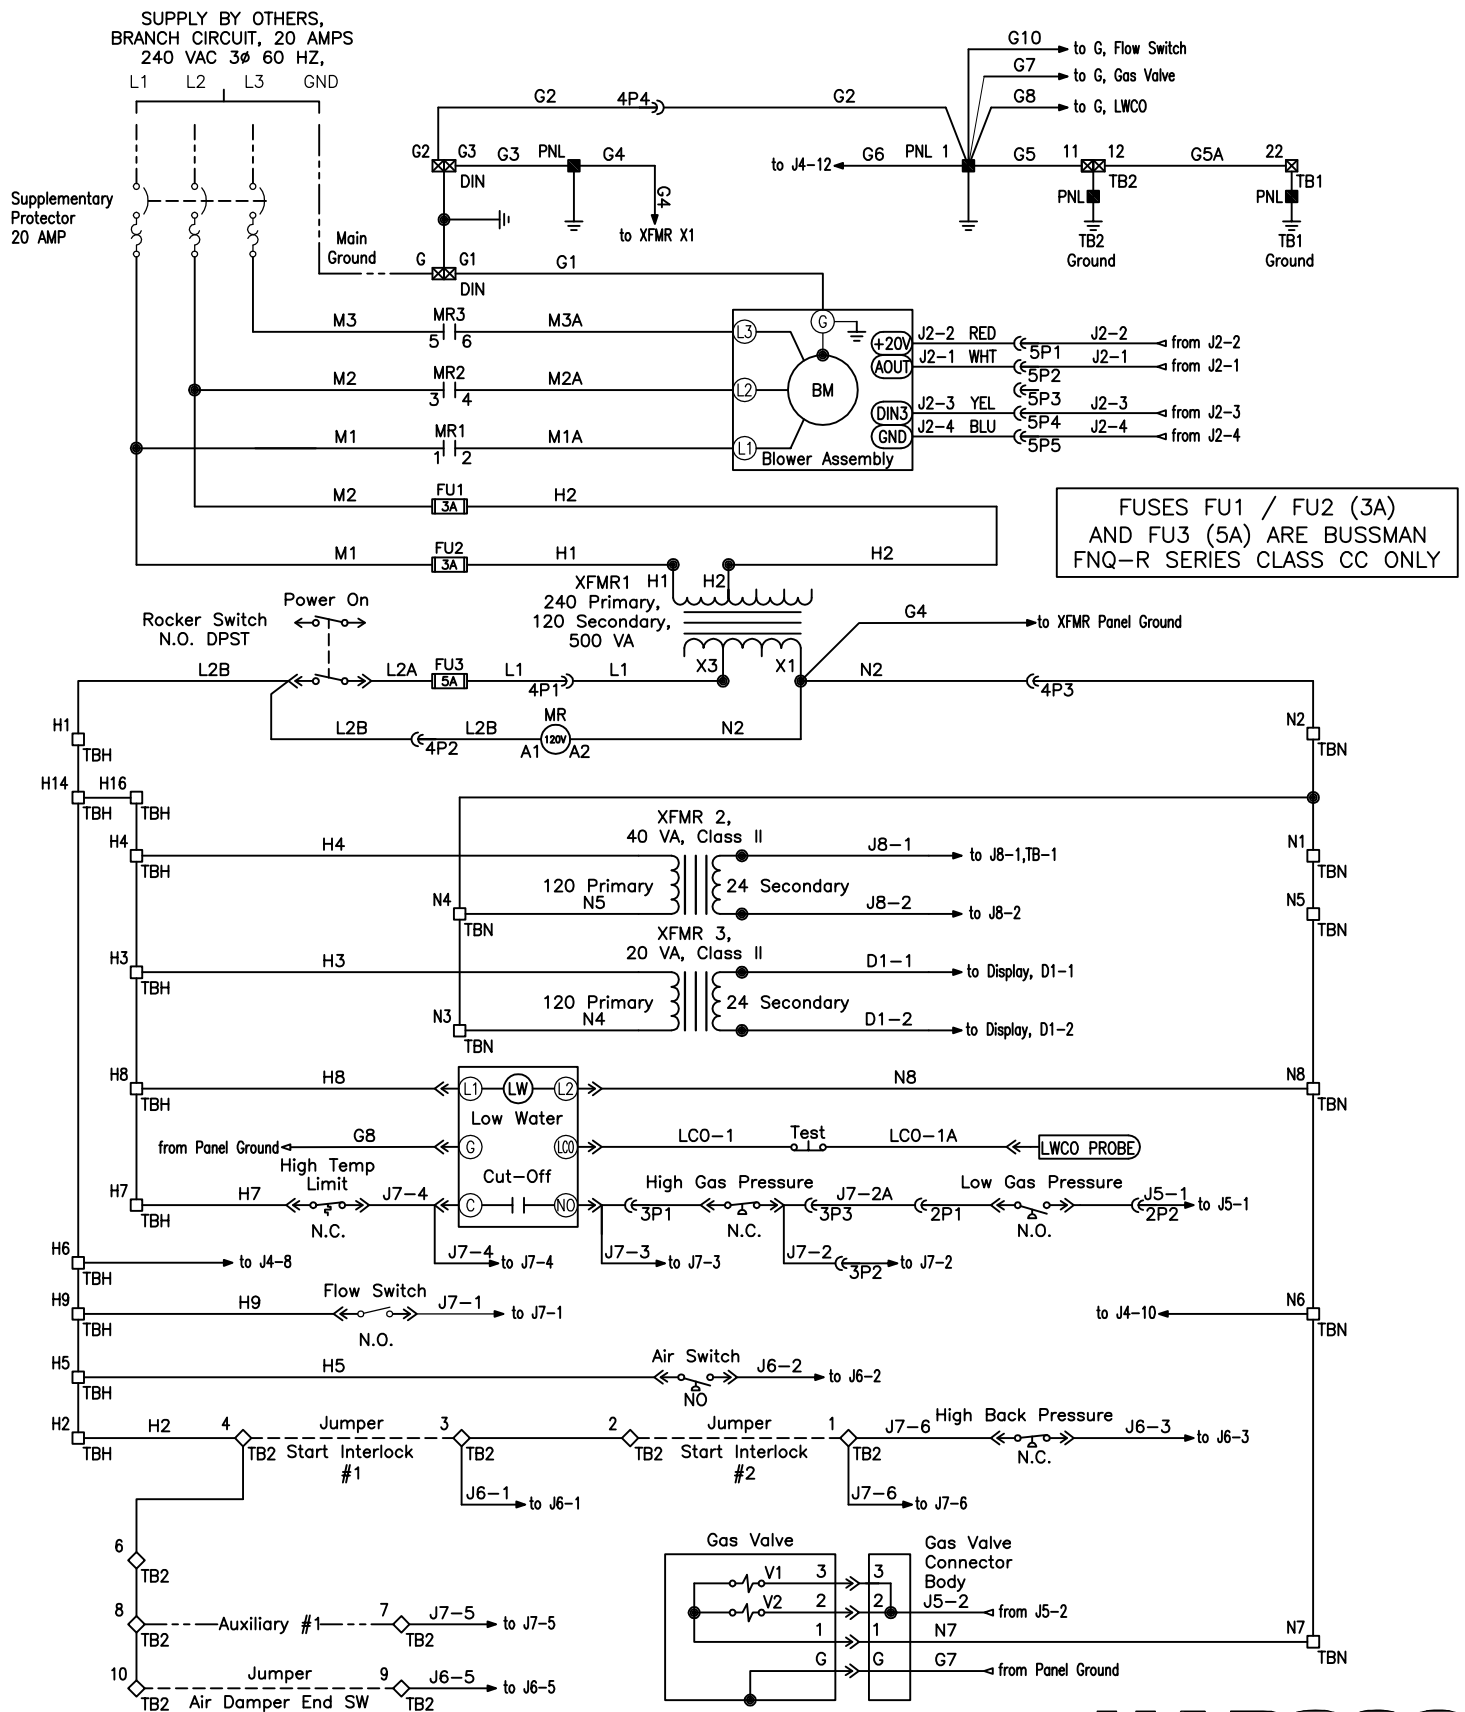 SUPPLY BY OTHERS,
BRANCH CIRCUIT, 20 AMPS
240 VAC 3ø 60 HZ,
L1 L2 L3 GND
G10 to G, Flow Switch
G7 to G, Gas Valve
G2 4P4 G2 G8 to G, LWCO
G2 G3 G3 PNL G4
DIN
to J4-12 G6 PNL 1 G5 11 12 G5A 22
TB2 TB1
PNL PNL
G4
to XFMR X1
TB2
Ground
TB1
Ground
Supplementary
Protector
20 AMP
Main
Ground
G G1 G1
DIN
M3 MR3 M3A L3
5 6
M2 MR2 M2A L2
3 4
M1 MR1 M1A L1
1 2
G
BM
Blower Assembly
+20V J2-2 RED J2-2 from J2-2
5P1
AOUT J2-1 WHT J2-1 from J2-1
5P2
5P3
DIN3 J2-3 YEL J2-3 from J2-3
5P4
GND J2-4 BLU J2-4 from J2-4
5P5
M2 FU1 H2
3A
FUSES FU1 / FU2 (3A)
AND FU3 (5A) ARE BUSSMAN
FNQ-R SERIES CLASS CC ONLY
M1 FU2 H1 H2
3A
H1 H2
XFMR1
240 Primary,
120 Secondary,
500 VA
Power On
Rocker Switch
N.O. DPST
G4 to XFMR Panel Ground
X3 X1
L2B L2A FU3 L1 L1 N2
5A 4P1 4P3
L2B L2B MR N2
4P2 A1 120V A2
H1 N2
TBH TBN
H14 H16
TBH TBH
XFMR 2,
40 VA, Class II
H4 H4 J8-1 to J8-1,TB-1 N1
TBH TBN
120 Primary 24 Secondary
N4 N5 J8-2 to J8-2 N5
TBN TBN
XFMR 3,
20 VA, Class II
H3 H3 D1-1 to Display, D1-1
TBH
120 Primary 24 Secondary
N3 N4 D1-2 to Display, D1-2
TBN
H8 H8 L1 LW L2 N8 N8
TBH TBN
Low Water
from Panel Ground G8 G LCO LCO-1 Test LCO-1A LWCO PROBE
Cut-Off
High Temp
Limit
High Gas Pressure Low Gas Pressure
H7 H7 J7-4 C NO J7-2A J5-1 to J5-1
TBH N.C. 3P1 N.C. 3P3 2P1 N.O. 2P2
H6 to J4-8 J7-4 to J7-4 J7-3 to J7-3 J7-2 to J7-2
TBH 3P2
Flow Switch
H9 H9 J7-1 to J7-1 to J4-10 N6
TBH N.O. TBN
Air Switch
H5 H5 J6-2 to J6-2
TBH NO
H2 H2 4 Jumper 3 2 Jumper 1 J7-6 High Back Pressure J6-3 to J6-3
TBH TB2 Start Interlock TB2 TB2 Start Interlock TB2 N.C.
#1 #2
J6-1 to J6-1 J7-6 to J7-6
Gas Valve
Gas Valve
Connector
Body
6
TB2
V1 3 3
8 Auxiliary #1 7 J7-5 to J7-5
TB2 TB2
V2 2 2 J5-2 from J5-2
1 1 N7 N7
TBN
10 Jumper 9 J6-5 to J6-5
TB2 Air Damper End SW TB2
G G G7 from Panel Ground